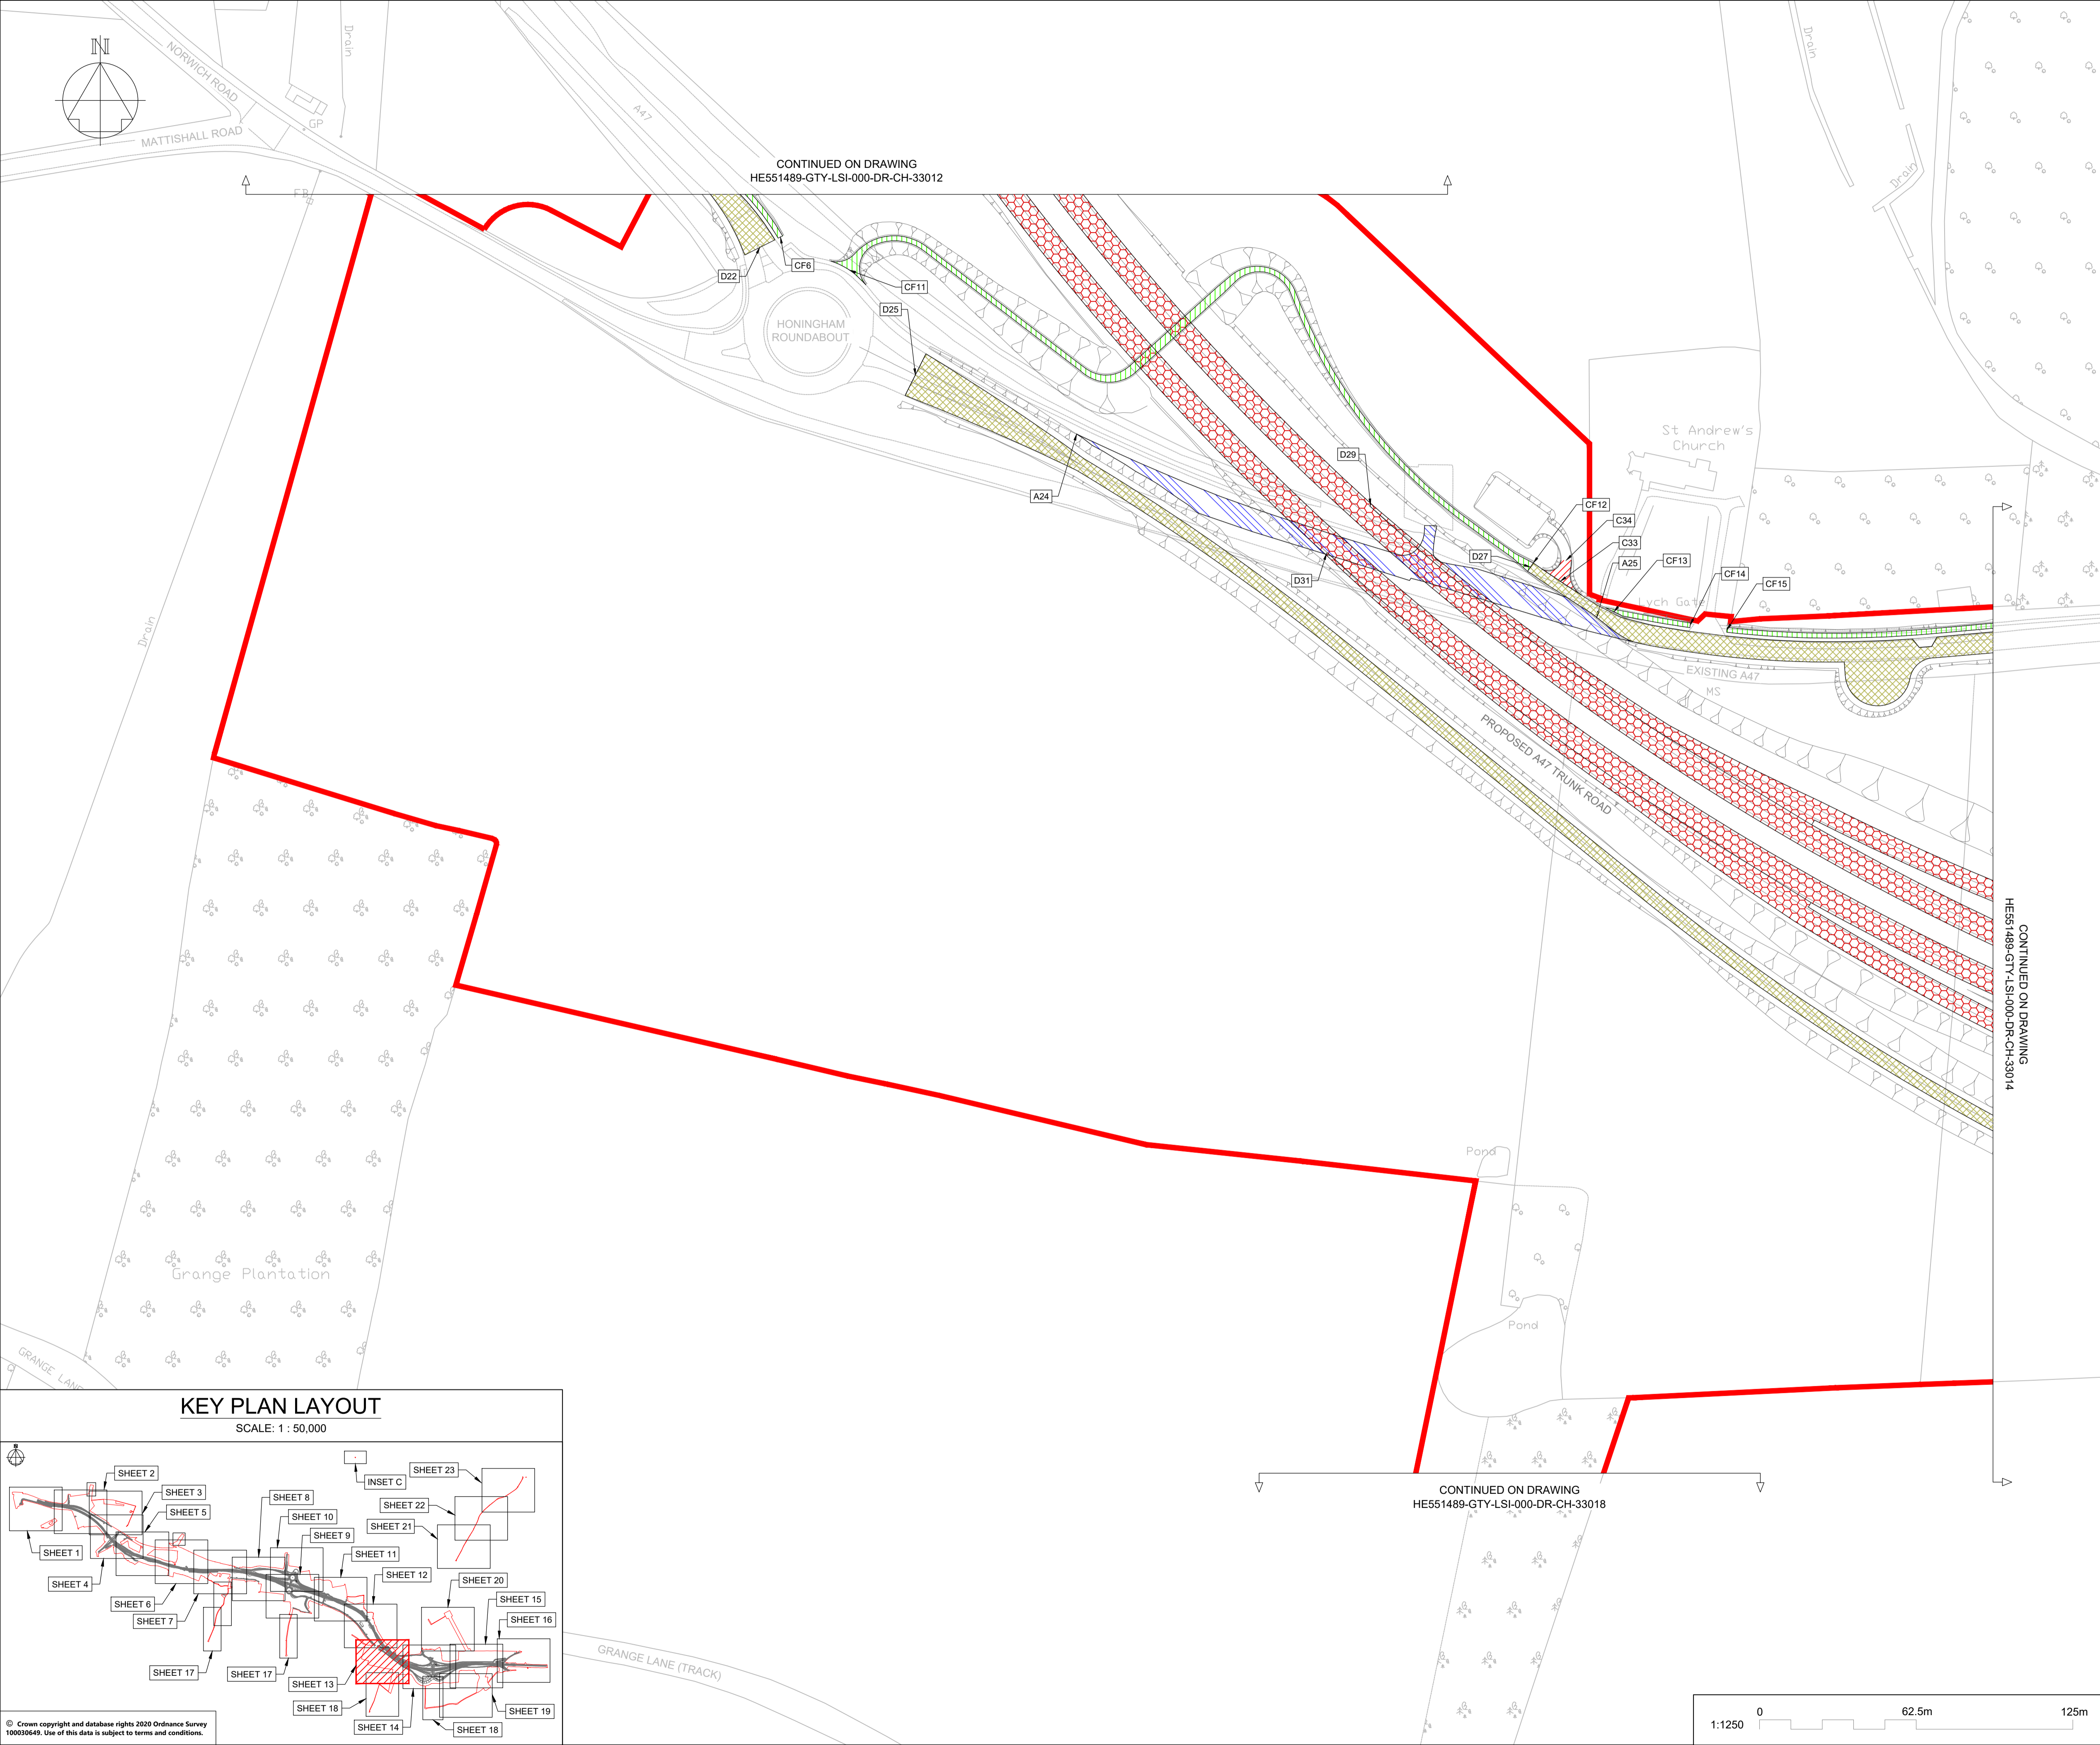 N
NORWICH ROAD
Drain
GP
MATTISHALL ROAD
FB
A47
CONTINUED ON DRAWING
HE551489-GTY-LSI-000-DR-CH-33012
Drain
Drain
D22
CF6
CF11
D25
HONINGHAM
ROUNDABOUT
St Andrew's
Church
D29
A24
CF12
C34
C33
D27
A25
CF13
CF14
D31
CF15
Lych Gate
Drain
EXISTING A47
MS
PROPOSED A47 TRUNK ROAD
CONTINUED ON DRAWING
HE551489-GTY-LSI-000-DR-CH-33014
Pond
Pond
Grange Plantation
GRANGE LANE
CONTINUED ON DRAWING
HE551489-GTY-LSI-000-DR-CH-33018
GRANGE LANE (TRACK)
KEY PLAN LAYOUT
SCALE: 1 : 50,000
SHEET 2
SHEET 3
SHEET 5
SHEET 1
SHEET 4
SHEET 6
SHEET 7
SHEET 8
SHEET 10
SHEET 9
SHEET 11
SHEET 12
INSET C
SHEET 23
SHEET 22
SHEET 21
SHEET 20
SHEET 15
SHEET 16
SHEET 17
SHEET 17
SHEET 13
SHEET 18
SHEET 14
SHEET 18
SHEET 19
© Crown copyright and database rights 2020 Ordnance Survey
100030649. Use of this data is subject to terms and conditions.
1:1250
0
62.5m
125m